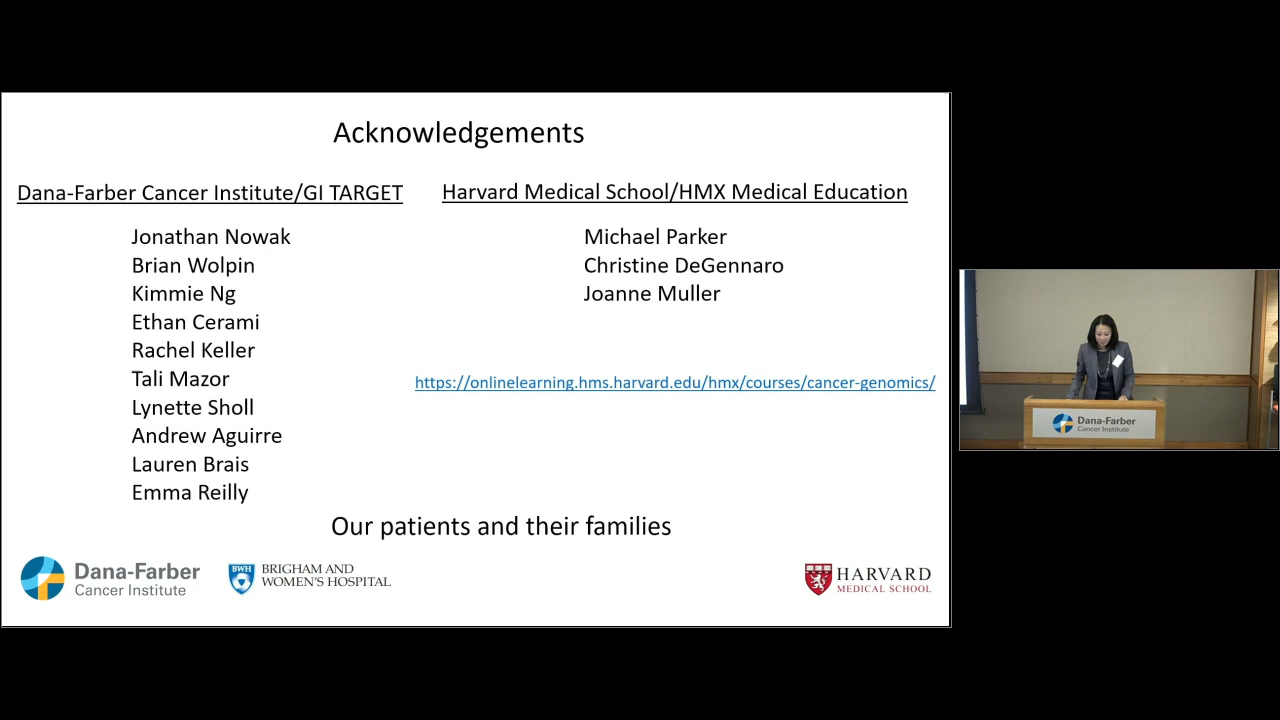 Acknowledgements
Dana-Farber Cancer Institute/GI TARGET
Jonathan Nowak
Brian Wolpin
Kimmie Ng
Ethan Cerami
Rachel Keller
Tali Mazor
Lynette Sholl
Andrew Aguirre
Lauren Brais
Emma Reilly
Harvard Medical School/HMX Medical Education
Michael Parker
Christine DeGennaro
Joanne Muller
https://onlinelearning.hms.harvard.edu/hmx/courses/cancer-genomics/
Our patients and their families
Dana-Farber
Cancer Institute
BWH
BRIGHAM AND
WOMEN'S HOSPITAL
HARVARD
MEDICAL SCHOOL
Dana-Farber
Cancer Institute